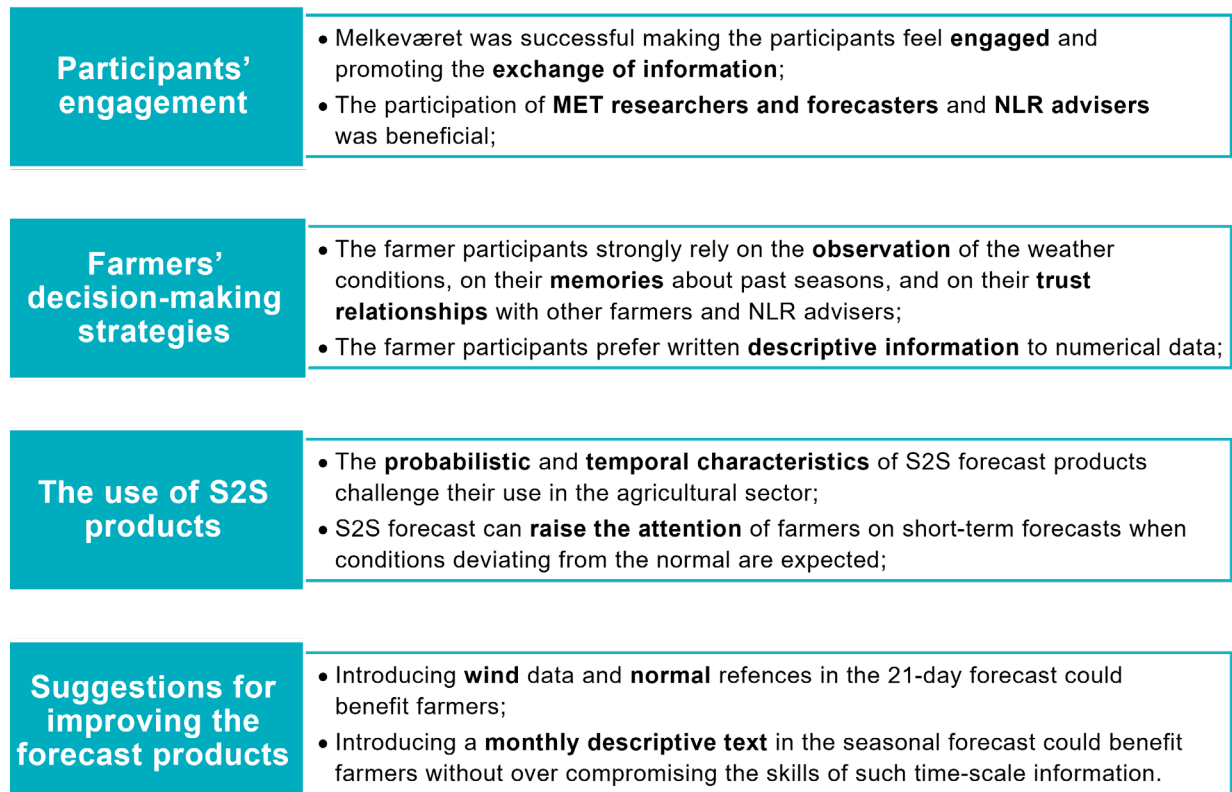 Participants'
engagement
• Melkeværet was successful making the participants feel engaged and
promoting the exchange of information;
• The participation of MET researchers and forecasters and NLR advisers
was beneficial;
Farmers'
decision-making
strategies
• The farmer participants strongly rely on the observation of the weather
conditions, on their memories about past seasons, and on their trust
relationships with other farmers and NLR advisers;
• The farmer participants prefer written descriptive information to numerical data;
The use of S2S
products
• The probabilistic and temporal characteristics of S2S forecast products
challenge their use in the agricultural sector;
• S2S forecast can raise the attention of farmers on short-term forecasts when
conditions deviating from the normal are expected;
Suggestions for
improving the
forecast products
• Introducing wind data and normal refences in the 21-day forecast could
benefit farmers;
• Introducing a monthly descriptive text in the seasonal forecast could benefit
farmers without over compromising the skills of such time-scale information.